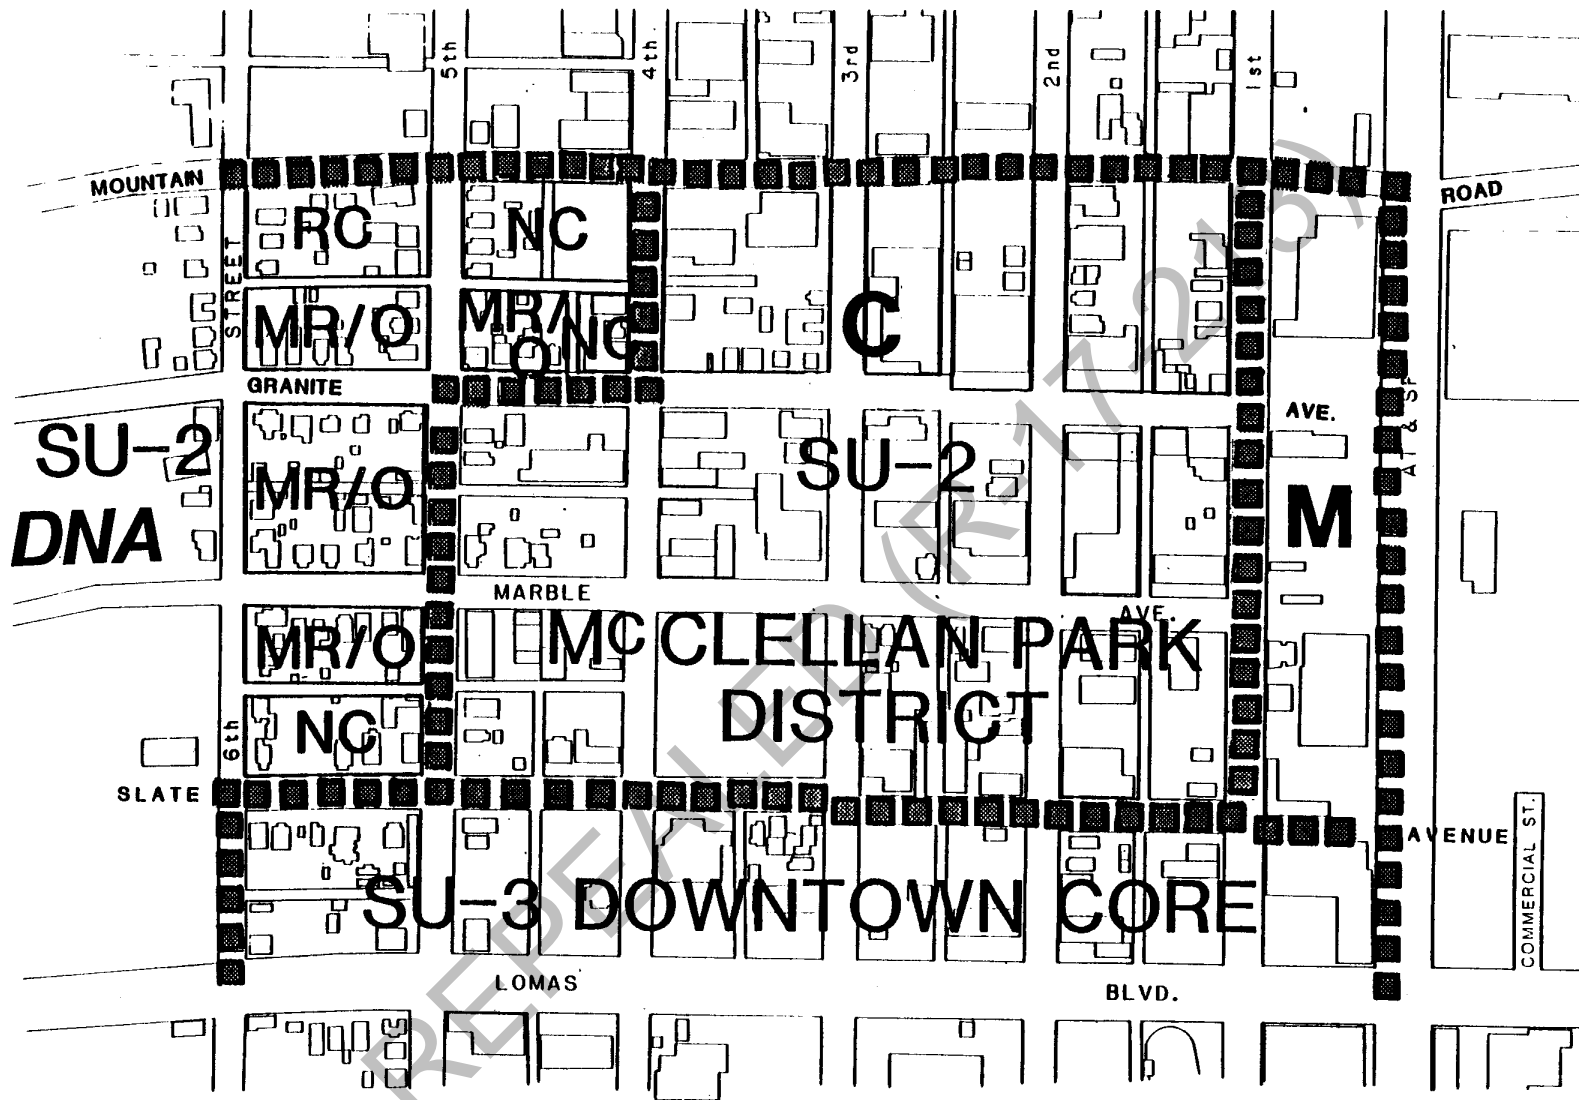 5th
4th
3rd
2nd
1st
MOUNTAIN
ROAD
STREET
RC
NC
MR/O
MR/
O
NC
C
GRANITE
AVE.
AT & SF
SU-2
DNA
MR/O
SU-2
M
MARBLE
AVE.
MR/O
MCCLELLAN PARK
DISTRICT
NC
6th
SLATE
AVENUE
COMMERCIAL ST.
SU-3 DOWNTOWN CORE
LOMAS
BLVD.
REPEALED (R-17-213)